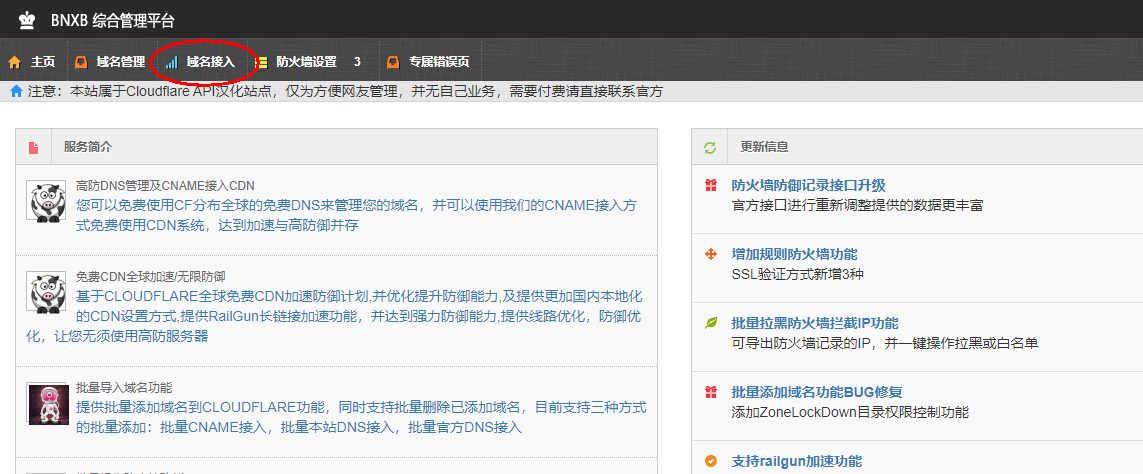 BNXB 综合管理平台
主页 域名管理 域名接入 防火墙设置 3 专属错误页
注意：本站属于Cloudflare API汉化站点，仅为方便网友管理，并无自己业务，需要付费请直接联系官方
服务简介
高防DNS管理及CNAME接入CDN
您可以免费使用CF分布全球的免费DNS来管理您的域名，并可以使用我们的CNAME接入方
式免费使用CDN系统，达到加速与高防御并存
免费CDN全球加速/无限防御
基于CLOUDFLARE全球免费CDN加速防御计划,并优化提升防御能力,及提供更加国内本地化
的CDN设置方式,提供RailGun长链接加速功能，并达到强力防御能力,提供线路优化，防御优
化，让您无须使用高防服务器
批量导入域名功能
提供批量添加域名到CLOUDFLARE功能，同时支持批量删除已添加域名，目前支持三种方式
的批量添加：批量CNAME接入，批量本站DNS接入，批量官方DNS接入
更新信息
防火墙防御记录接口升级
官方接口进行重新调整提供的数据更丰富
增加规则防火墙功能
SSL验证方式新增3种
批量拉黑防火墙拦截IP功能
可导出防火墙记录的IP，并一键操作拉黑或白名单
批量添加域名功能BUG修复
添加ZoneLockDown目录权限控制功能
支持railgun加速功能